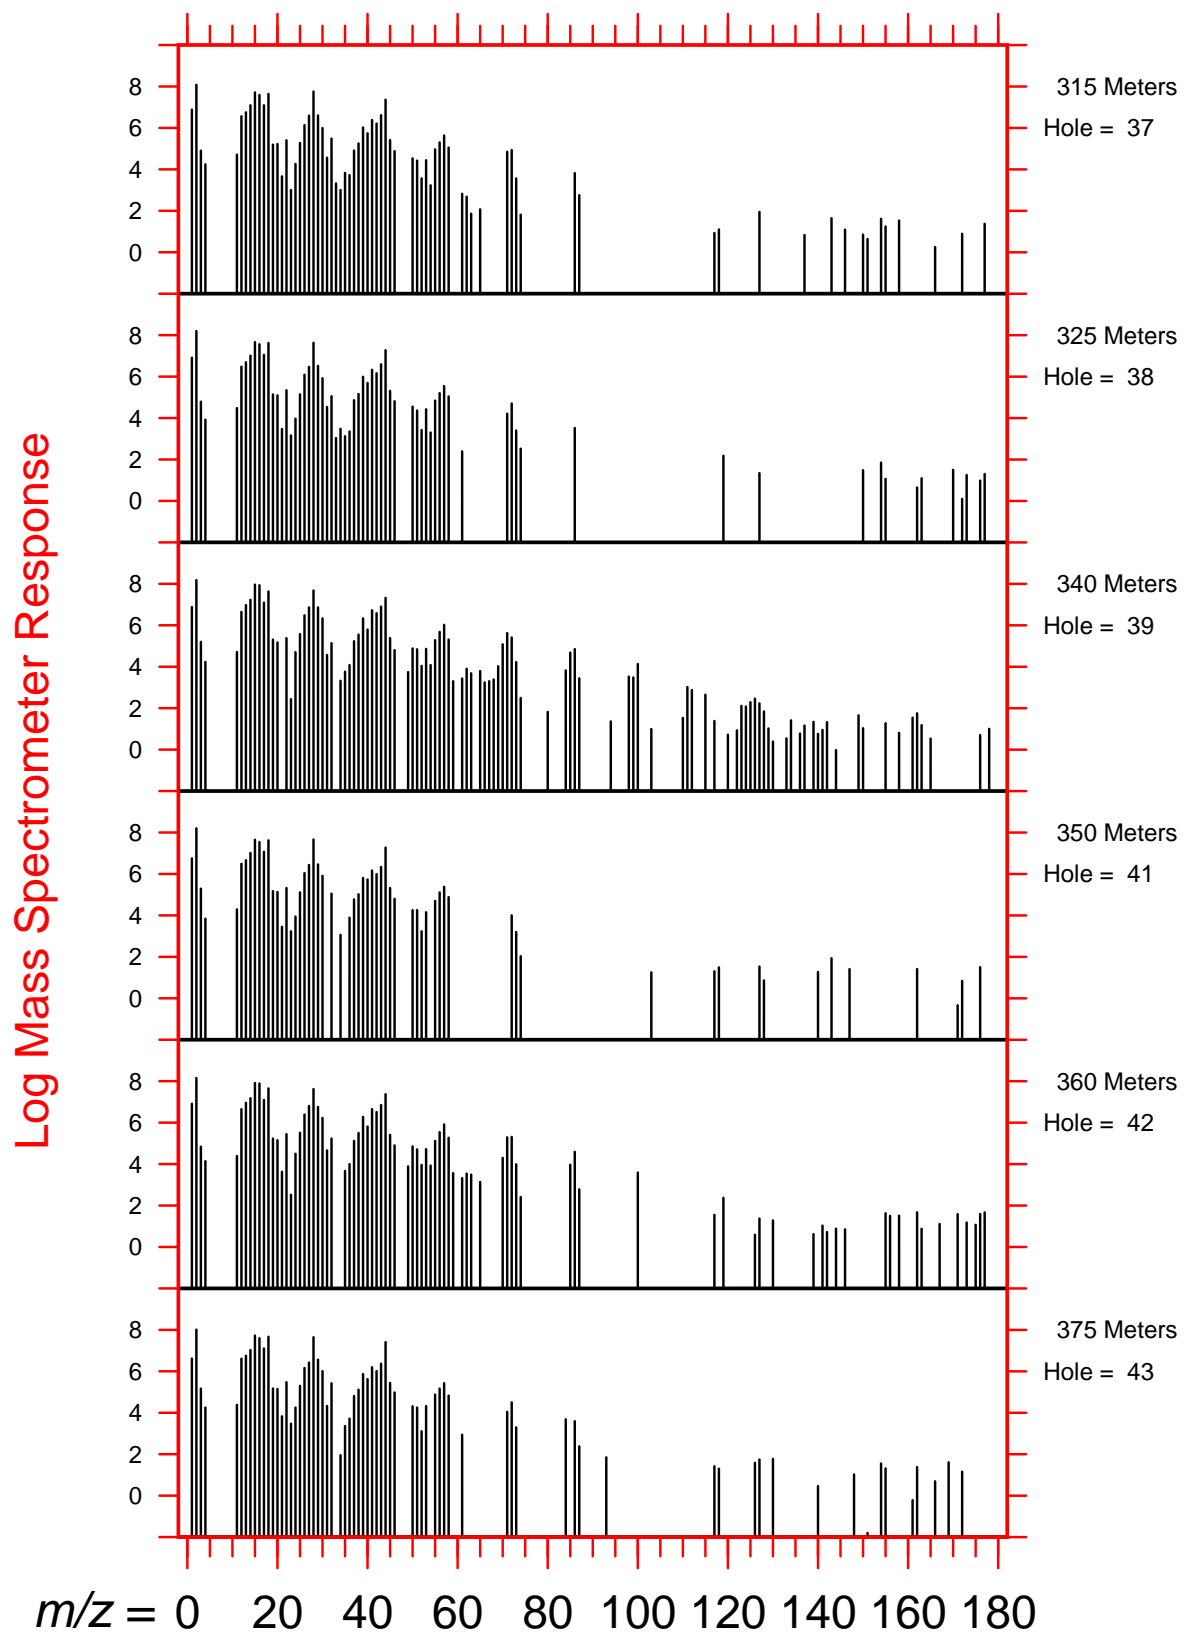 8
315 Meters
6
Hole = 37
4
2
0
8
325 Meters
6
Hole = 38
4
2
0
8
340 Meters
6
Hole = 39
4
2
0
8
350 Meters
6
Hole = 41
4
2
0
8
360 Meters
6
Hole = 42
4
2
0
8
375 Meters
6
Hole = 43
4
2
0
Log Mass Spectrometer Response
m/z = 0 20 40 60 80 100 120 140 160 180